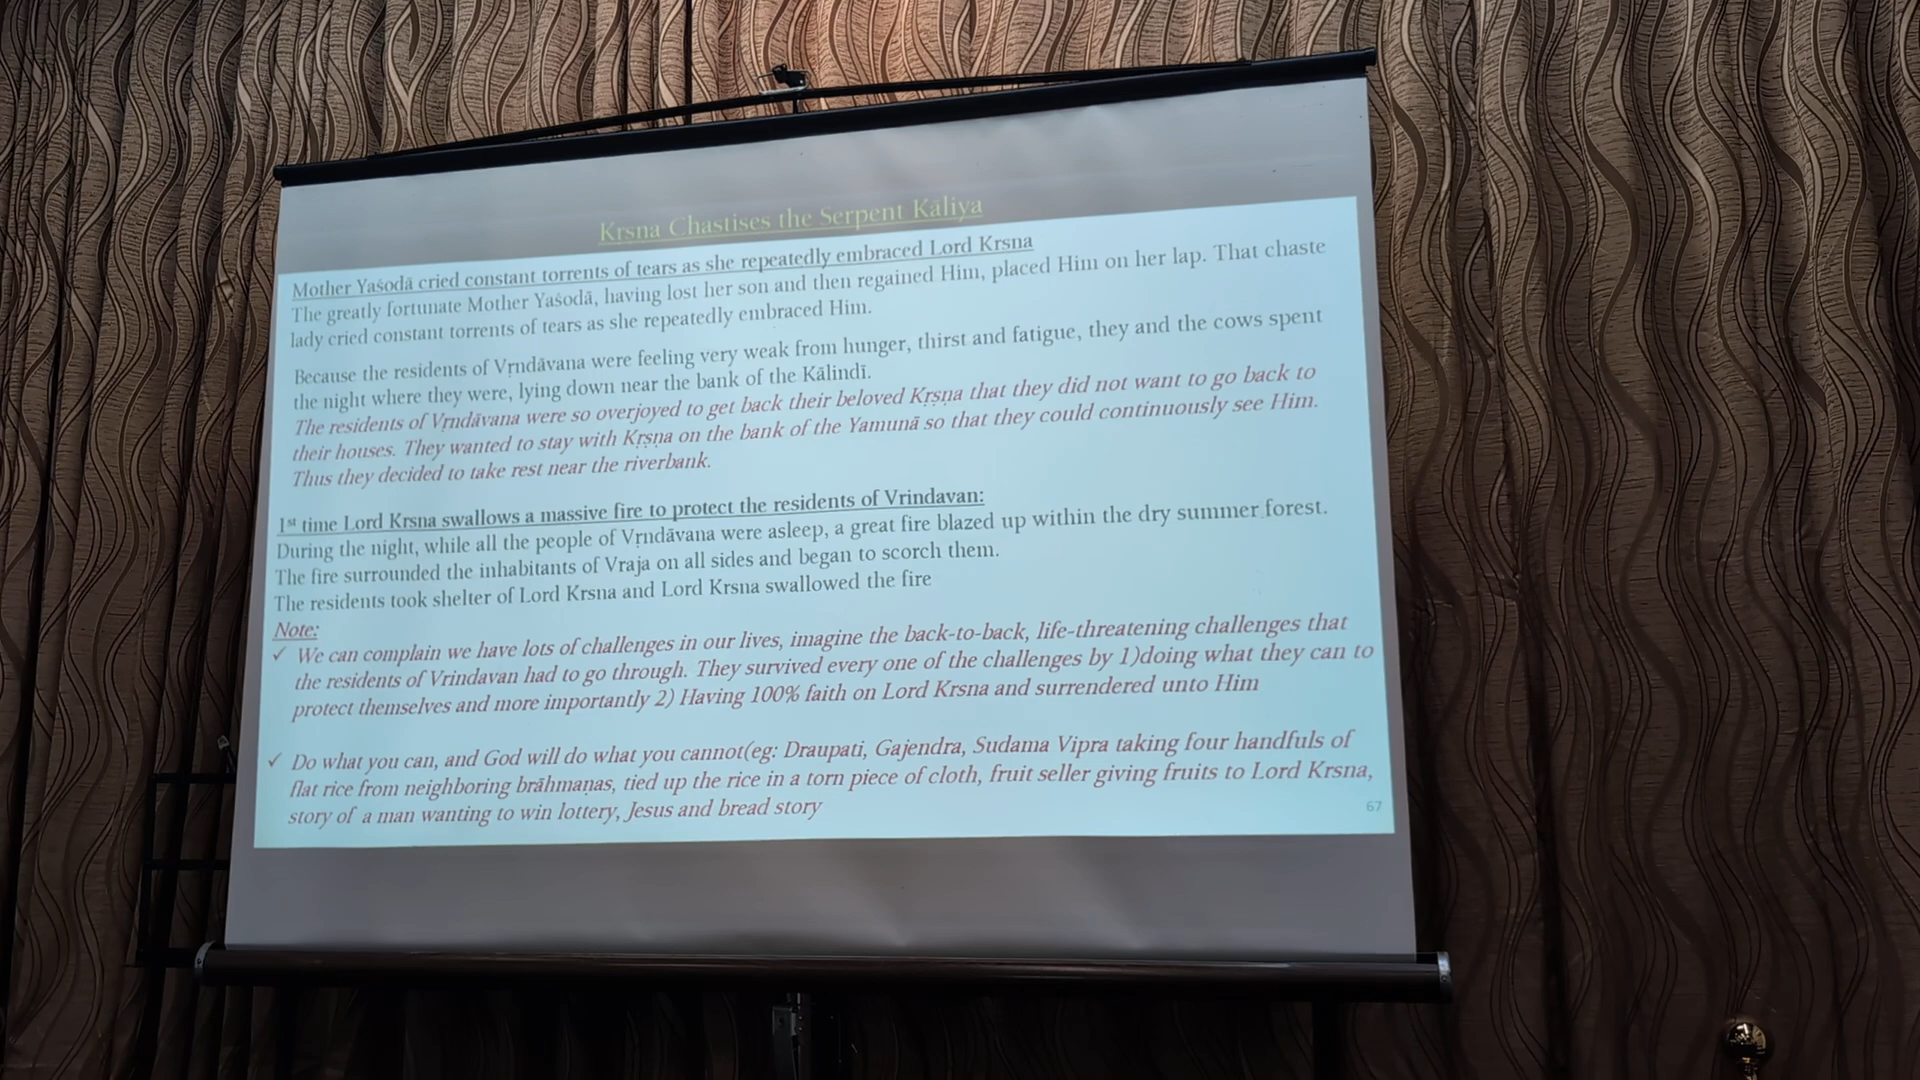 Krsna Chastises the Serpent Kāliya
Mother Yaśodā cried constant torrents of tears as she repeatedly embraced Lord Krsna
The greatly fortunate Mother Yaśodā, having lost her son and then regained Him, placed Him on her lap. That chaste
lady cried constant torrents of tears as she repeatedly embraced Him.
Because the residents of Vṛndāvana were feeling very weak from hunger, thirst and fatigue, they and the cows spent
the night where they were, lying down near the bank of the Kālindī.
The residents of Vṛndāvana were so overjoyed to get back their beloved Kṛṣṇa that they did not want to go back to
their houses. They wanted to stay with Kṛṣṇa on the bank of the Yamunā so that they could continuously see Him.
Thus they decided to take rest near the riverbank.
1st time Lord Krsna swallows a massive fire to protect the residents of Vrindavan:
During the night, while all the people of Vṛndāvana were asleep, a great fire blazed up within the dry summer forest.
The fire surrounded the inhabitants of Vraja on all sides and began to scorch them.
The residents took shelter of Lord Krsna and Lord Krsna swallowed the fire
Note:
✓ We can complain we have lots of challenges in our lives, imagine the back-to-back, life-threatening challenges that
the residents of Vrindavan had to go through. They survived every one of the challenges by 1)doing what they can to
protect themselves and more importantly 2) Having 100% faith on Lord Krsna and surrendered unto Him
✓ Do what you can, and God will do what you cannot(eg: Draupati, Gajendra, Sudama Vipra taking four handfuls of
flat rice from neighboring brāhmaṇas, tied up the rice in a torn piece of cloth, fruit seller giving fruits to Lord Krsna,
story of a man wanting to win lottery, Jesus and bread story
67